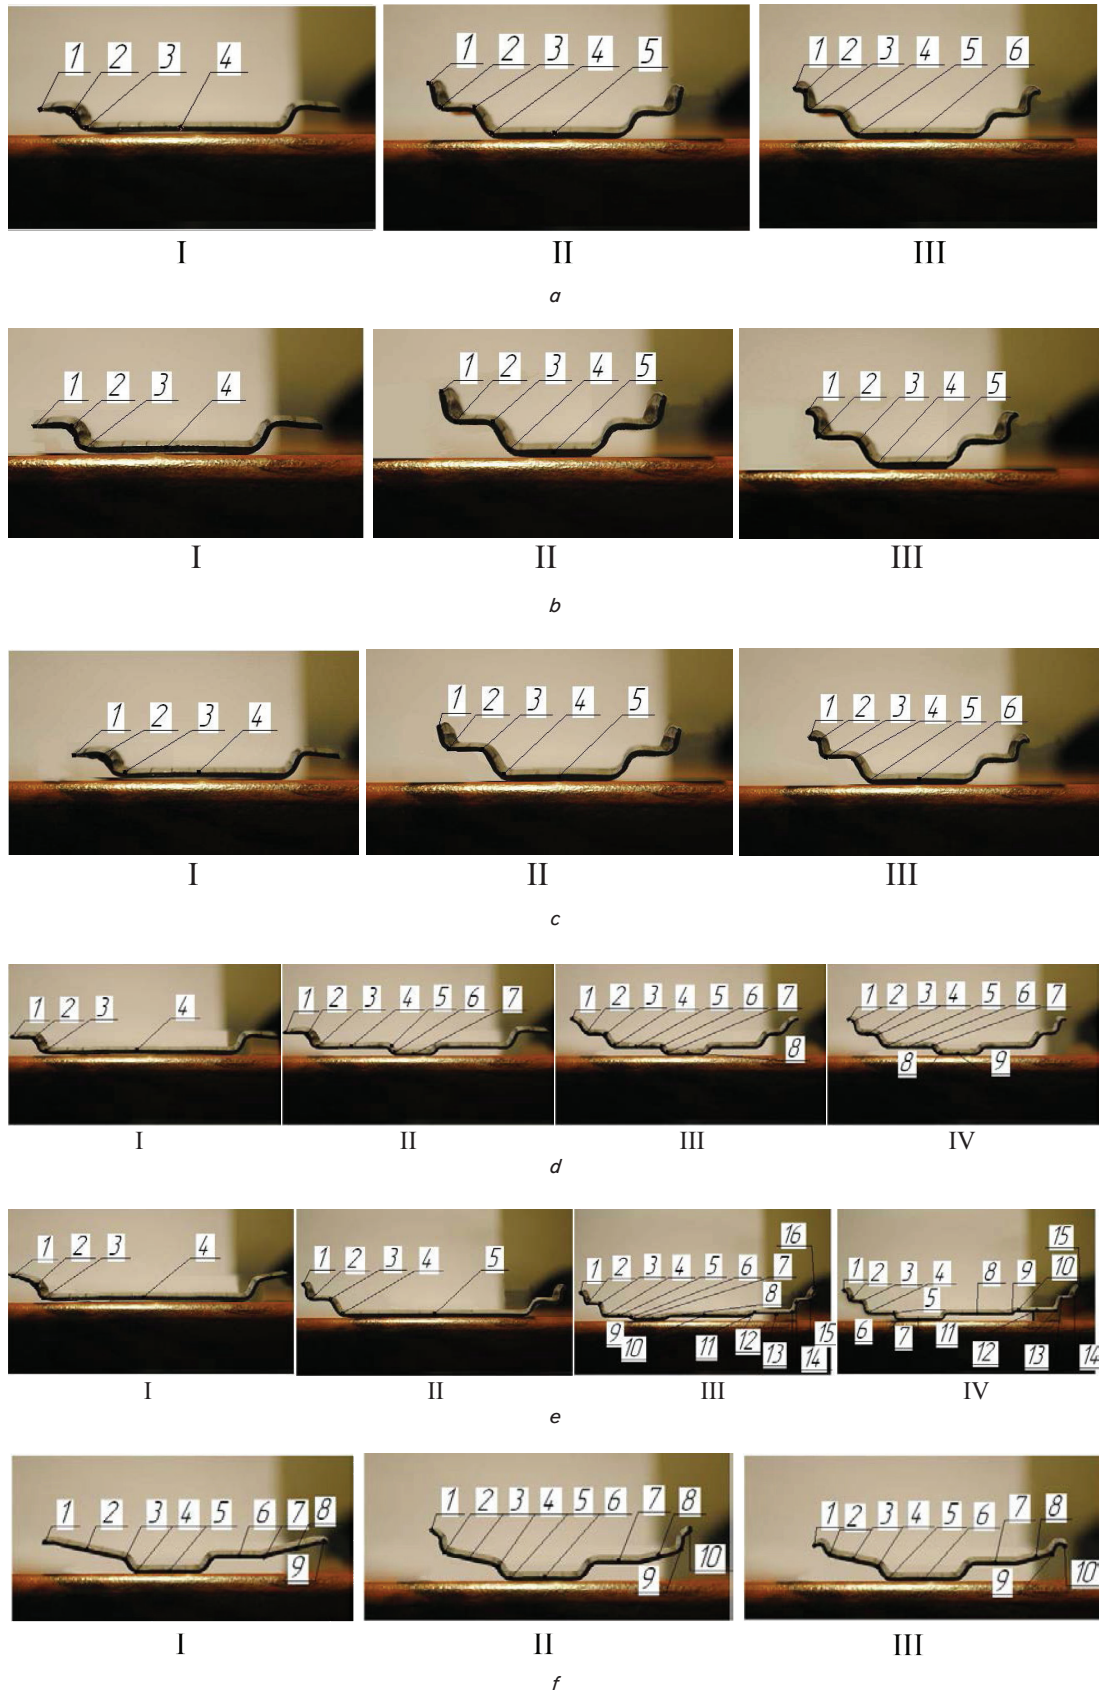 1 2 3 4
1 2 3 4 5
1 2 3 4 5 6
I II III
a
1 2 3 4
1 2 3 4 5
1 2 3 4 5
I II III
b
1 2 3 4
1 2 3 4 5
1 2 3 4 5 6
I II III
c
1 2 3 4
1 2 3 4 5 6 7
1 2 3 4 5 6 7
8
1 2 3 4 5 6 7
8 9
I II III IV
d
1 2 3 4
1 2 3 4 5
16
1 2 3 4 5 6 7
8
9 10 11 12 13 14 15
15
1 2 3 4 8 9 10
5
6 7 11 12 13 14
I II III IV
e
1 2 3 4 5 6 7 8
9
1 2 3 4 5 6 7 8
9 10
1 2 3 4 5 6 7 8
9 10
I II III
f